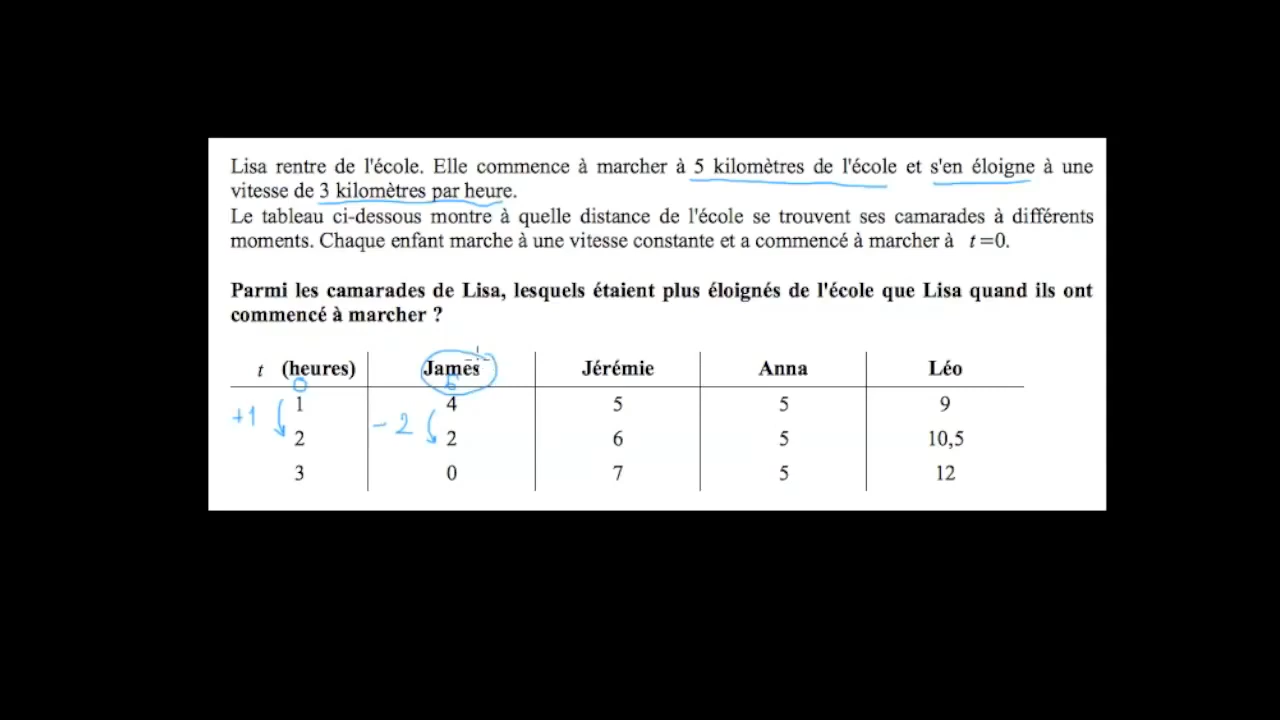 Lisa rentre de l'école. Elle commence à marcher à 5 kilomètres de l'école et s'en éloigne à une
vitesse de 3 kilomètres par heure.
Le tableau ci-dessous montre à quelle distance de l'école se trouvent ses camarades à différents
moments. Chaque enfant marche à une vitesse constante et a commencé à marcher à t=0.
Parmi les camarades de Lisa, lesquels étaient plus éloignés de l'école que Lisa quand ils ont
commencé à marcher ?
t (heures) James Jérémie Anna Léo
0
1 4 5 5 9
+1 -2
2 2 6 5 10,5
3 0 7 5 12